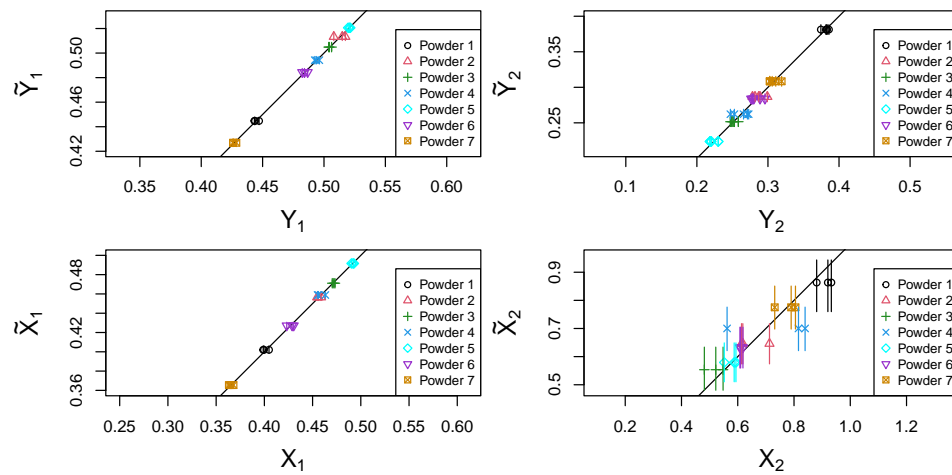 Ỹ1
0.42 0.46 0.50
0.35 0.40 0.45 0.50 0.55 0.60
Y1
Powder 1
Powder 2
Powder 3
Powder 4
Powder 5
Powder 6
Powder 7
Ỹ2
0.25 0.35
0.1 0.2 0.3 0.4 0.5
Y2
Powder 1
Powder 2
Powder 3
Powder 4
Powder 5
Powder 6
Powder 7
X̃1
0.36 0.42 0.48
0.25 0.30 0.35 0.40 0.45 0.50 0.55 0.60
X1
Powder 1
Powder 2
Powder 3
Powder 4
Powder 5
Powder 6
Powder 7
X̃2
0.5 0.7 0.9
0.2 0.4 0.6 0.8 1.0 1.2
X2
Powder 1
Powder 2
Powder 3
Powder 4
Powder 5
Powder 6
Powder 7